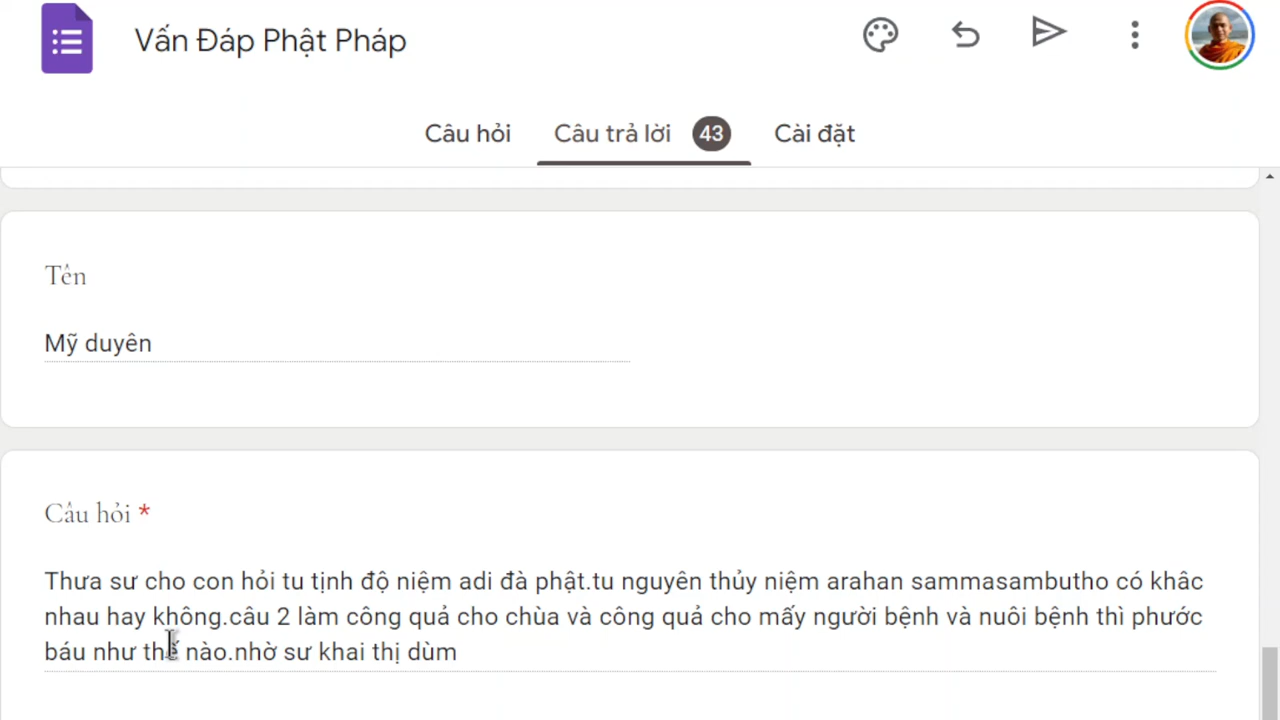 Vấn Đáp Phật Pháp
Câu hỏi Câu trả lời 43 Cài đặt
Tên
Mỹ duyên
Câu hỏi *
Thưa sư cho con hỏi tu tịnh độ niệm adi đà phật.tu nguyên thủy niệm arahan sammasambutho có khâc
nhau hay không.câu 2 làm công quả cho chùa và công quả cho mấy người bệnh và nuôi bệnh thì phước
báu như thế nào.nhờ sư khai thị dùm